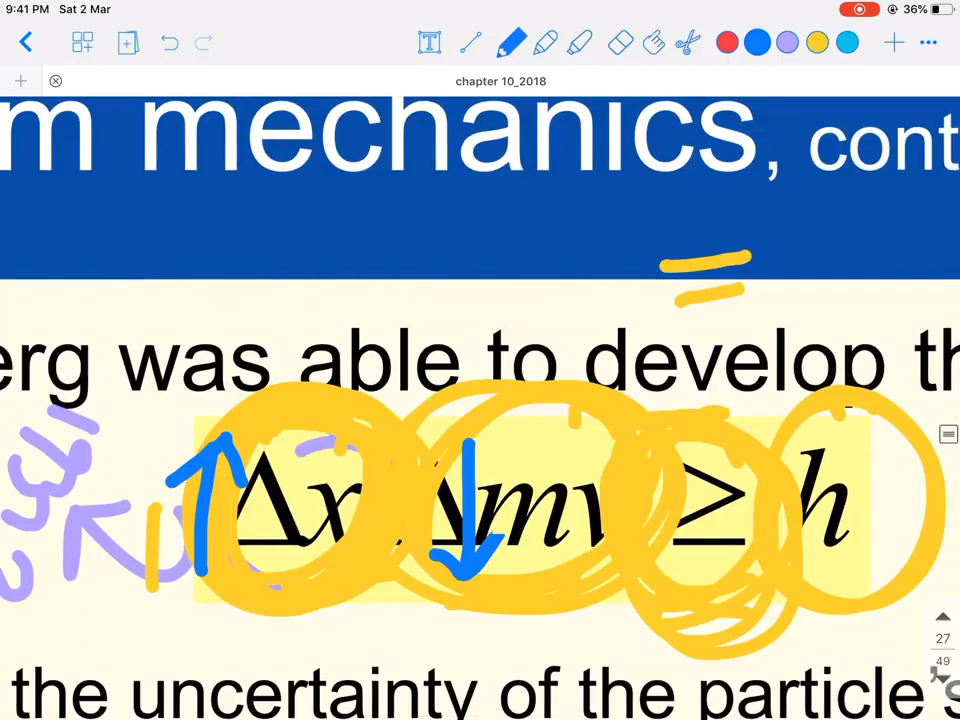 9:41 PM Sat 2 Mar
36%
chapter 10_2018
m mechanics, cont
erg was able to develop th
Δx Δmv ≥ h
27
49
the uncertainty of the particle's